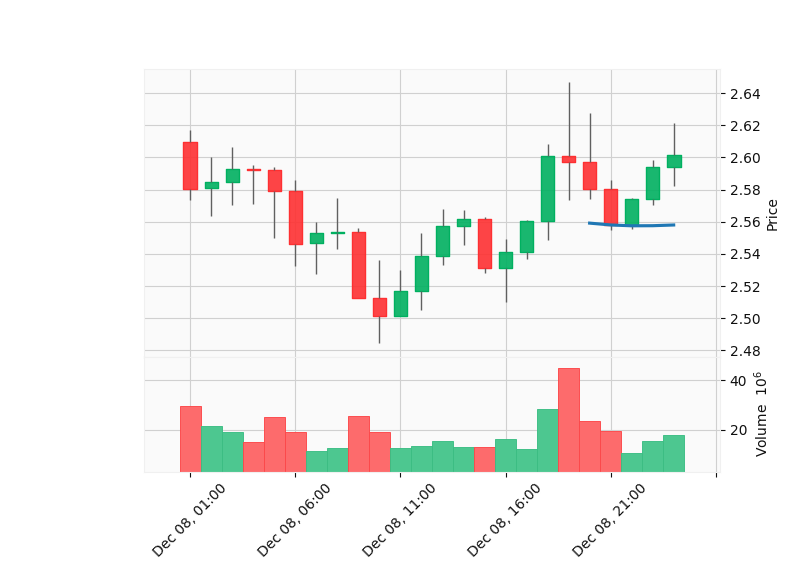 2.64
2.62
2.60
2.58
2.56
2.54
2.52
2.50
2.48
Price
40
20
Volume 10^6
Dec 08, 01:00
Dec 08, 06:00
Dec 08, 11:00
Dec 08, 16:00
Dec 08, 21:00